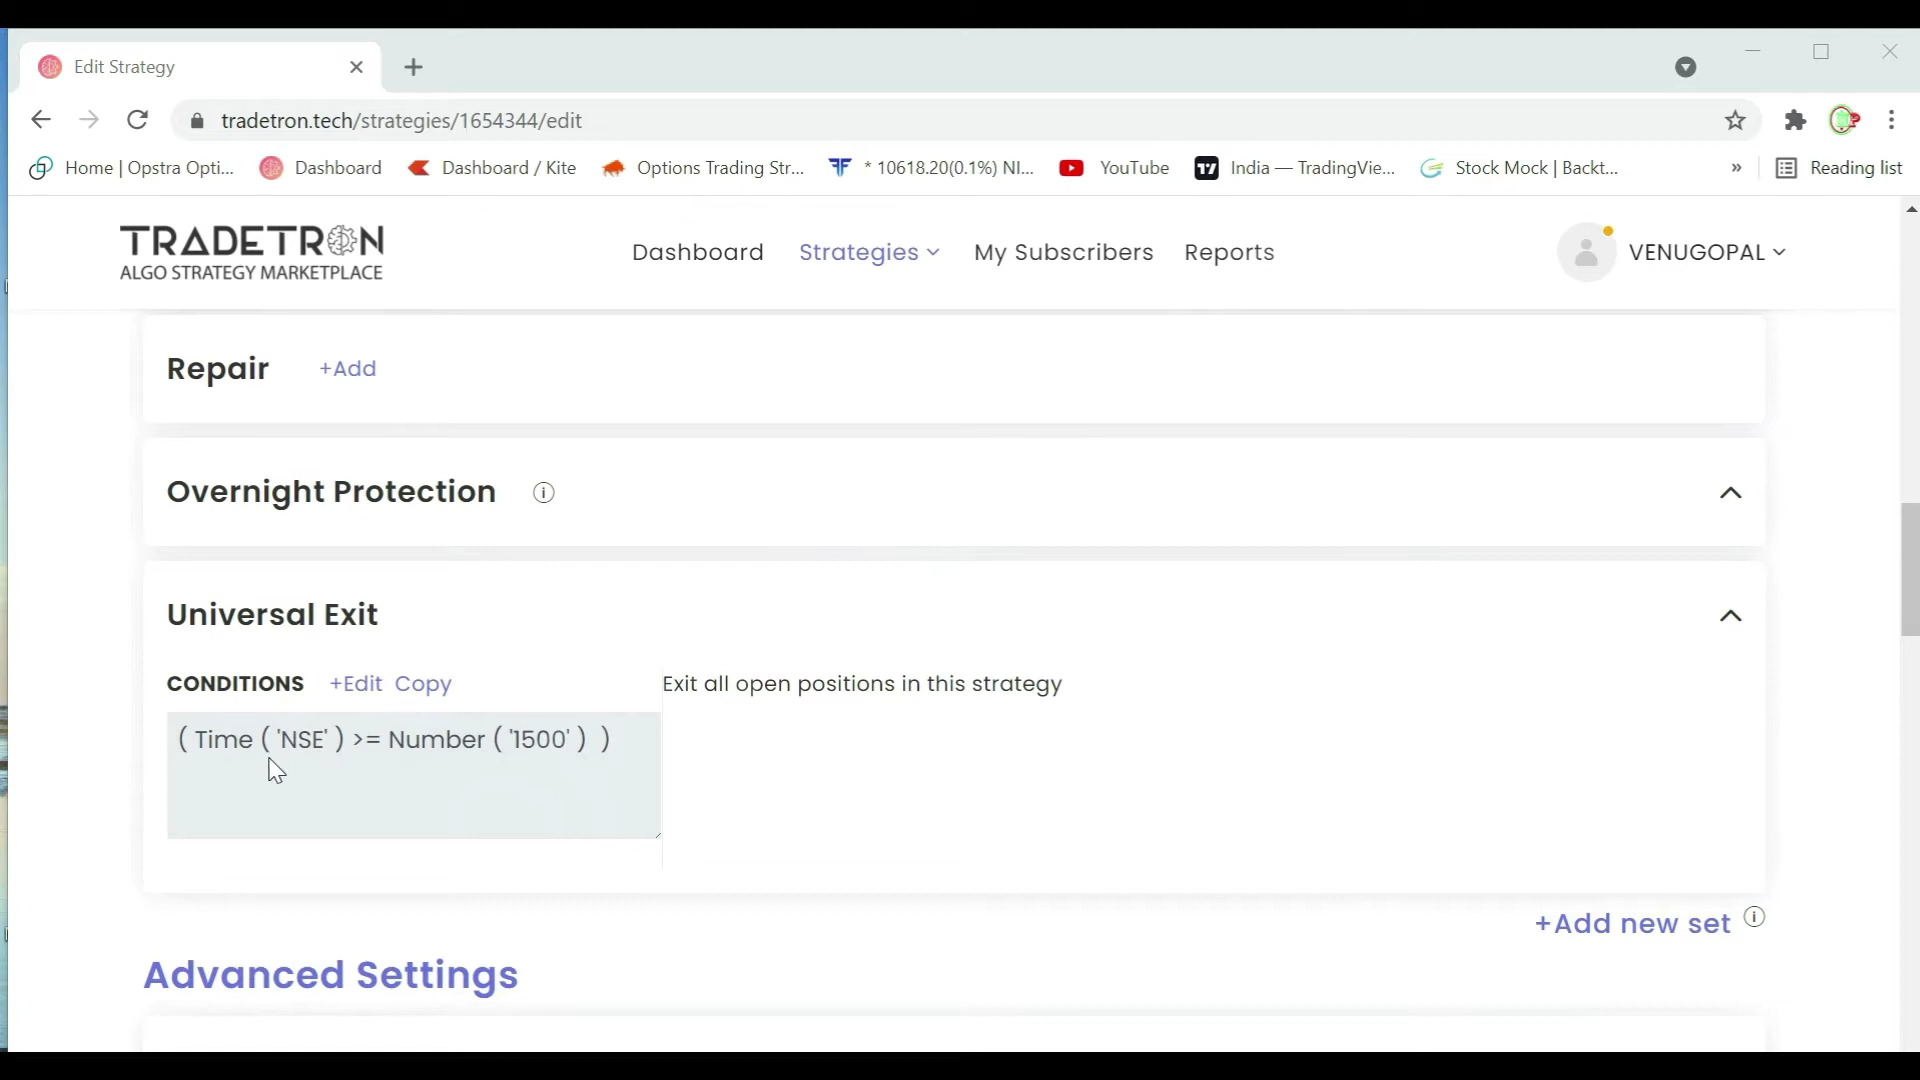 Edit Strategy
tradetron.tech/strategies/1654344/edit
Home | Opstra Opti... Dashboard Dashboard / Kite Options Trading Str... * 10618.20(0.1%) NI... YouTube India — TradingVie... Stock Mock | Backt... » Reading list
TRADETRON
ALGO STRATEGY MARKETPLACE
Dashboard Strategies My Subscribers Reports VENUGOPAL
Repair +Add
Overnight Protection
Universal Exit
CONDITIONS +Edit Copy Exit all open positions in this strategy
( Time ( 'NSE' ) >= Number ( '1500' ) )
+Add new set
Advanced Settings